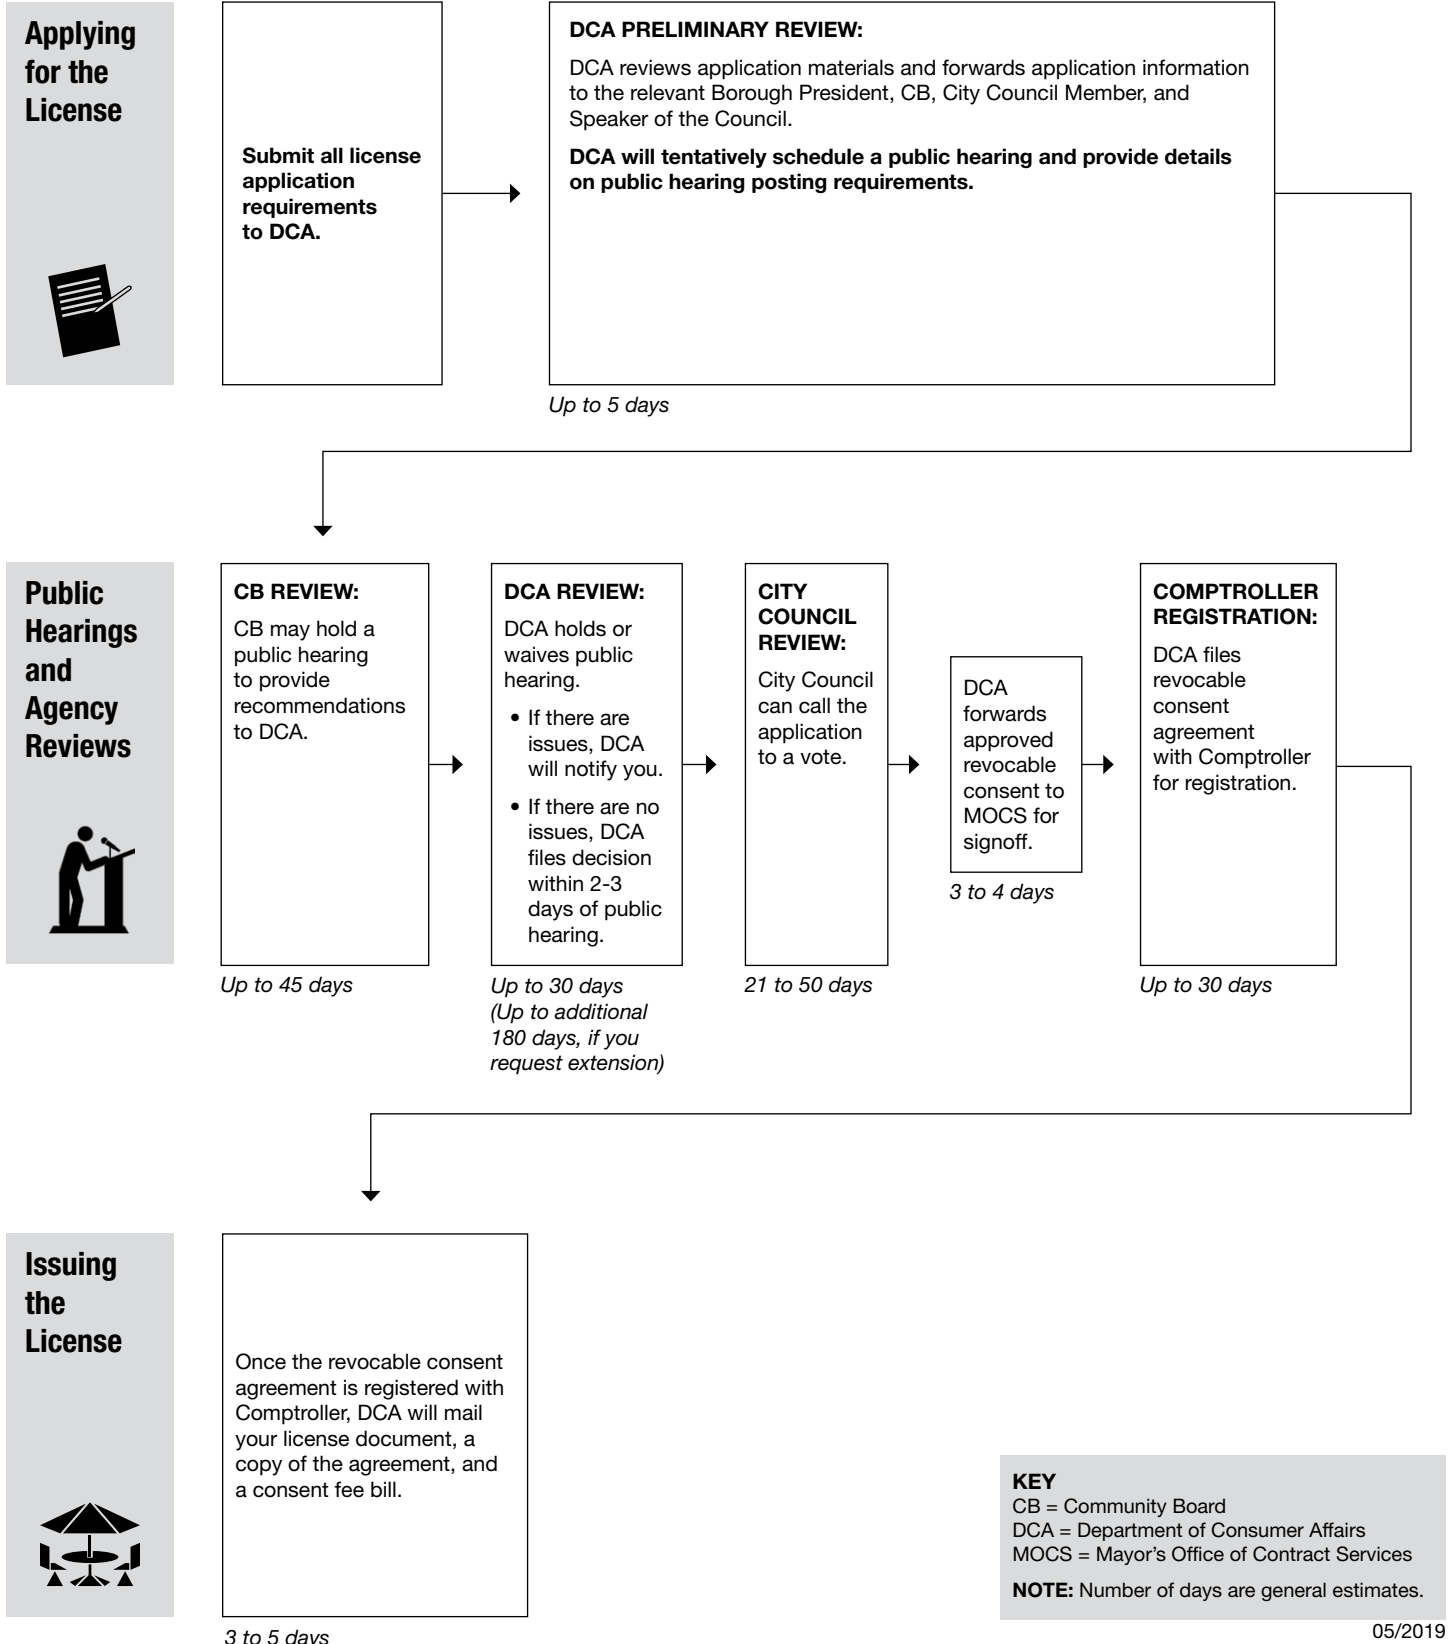 Applying
for the
License
Submit all license
application
requirements
to DCA.
DCA PRELIMINARY REVIEW:
DCA reviews application materials and forwards application information
to the relevant Borough President, CB, City Council Member, and
Speaker of the Council.
DCA will tentatively schedule a public hearing and provide details
on public hearing posting requirements.
Up to 5 days
Public
Hearings
and
Agency
Reviews
CB REVIEW:
CB may hold a
public hearing
to provide
recommendations
to DCA.
Up to 45 days
DCA REVIEW:
DCA holds or
waives public
hearing.
• If there are
issues, DCA
will notify you.
• If there are no
issues, DCA
files decision
within 2-3
days of public
hearing.
Up to 30 days
(Up to additional
180 days, if you
request extension)
CITY
COUNCIL
REVIEW:
City Council
can call the
application
to a vote.
21 to 50 days
DCA
forwards
approved
revocable
consent to
MOCS for
signoff.
3 to 4 days
COMPTROLLER
REGISTRATION:
DCA files
revocable
consent
agreement
with Comptroller
for registration.
Up to 30 days
Issuing
the
License
Once the revocable consent
agreement is registered with
Comptroller, DCA will mail
your license document, a
copy of the agreement, and
a consent fee bill.
3 to 5 days
KEY
CB = Community Board
DCA = Department of Consumer Affairs
MOCS = Mayor's Office of Contract Services
NOTE: Number of days are general estimates.
05/2019